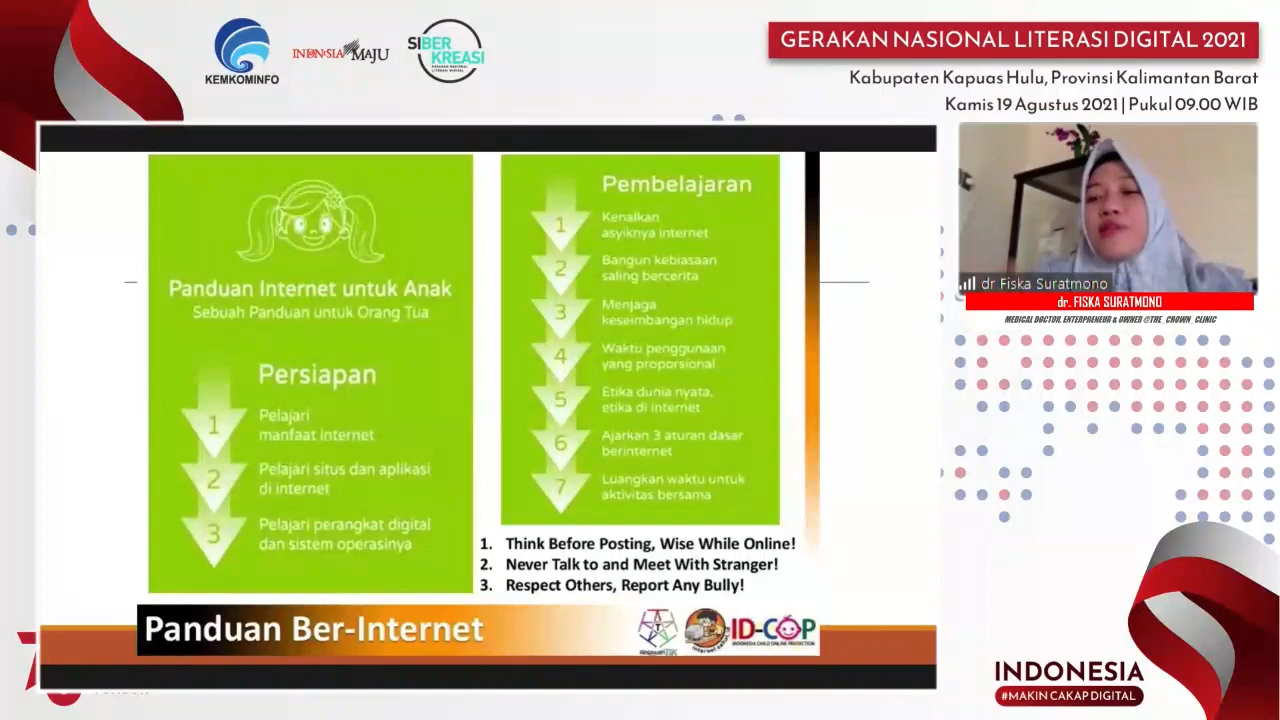 KEMKOMINFO
INDONESIA MAJU
SIBER
KREASI
GERAKAN NASIONAL LITERASI DIGITAL 2021
Kabupaten Kapuas Hulu, Provinsi Kalimantan Barat
Kamis 19 Agustus 2021 | Pukul 09.00 WIB
Panduan Internet untuk Anak
Sebuah Panduan untuk Orang Tua
Persiapan
1
Pelajari
manfaat internet
2
Pelajari situs dan aplikasi
di internet
3
Pelajari perangkat digital
dan sistem operasinya
Pembelajaran
1
Kenalkan
asyiknya internet
2
Bangun kebiasaan
saling bercerita
3
Menjaga
keseimbangan hidup
4
Waktu penggunaan
yang proporsional
5
Etika dunia nyata,
etika di internet
6
Ajarkan 3 aturan dasar
berinternet
7
Luangkan waktu untuk
aktivitas bersama
1. Think Before Posting, Wise While Online!
2. Never Talk to and Meet With Stranger!
3. Respect Others, Report Any Bully!
Panduan Ber-Internet
ID-COP
INDONESIA CHILD ONLINE PROTECTION
dr Fiska Suratmono
dr. FISKA SURATMONO
MEDICAL DOCTOR, ENTERPRENEUR & OWNER @THE_CROWN_CLINIC
INDONESIA
#MAKIN CAKAP DIGITAL